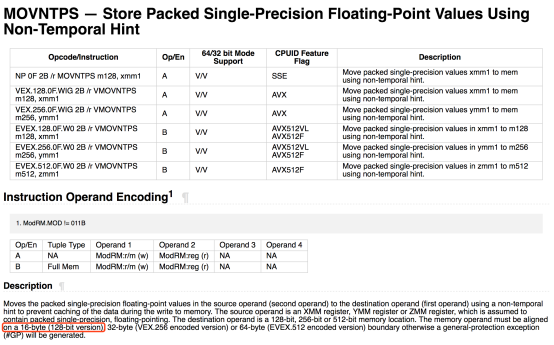 MOVNTPS — Store Packed Single-Precision Floating-Point Values Using
Non-Temporal Hint
Opcode/Instruction Op/En 64/32 bit Mode Support CPUID Feature Flag Description
NP 0F 2B /r MOVNTPS m128, xmm1 A V/V SSE Move packed single-precision values xmm1 to mem using non-temporal hint.
VEX.128.0F.WIG 2B /r VMOVNTPS m128, xmm1 A V/V AVX Move packed single-precision values xmm1 to mem using non-temporal hint.
VEX.256.0F.WIG 2B /r VMOVNTPS m256, ymm1 A V/V AVX Move packed single-precision values ymm1 to mem using non-temporal hint.
EVEX.128.0F.W0 2B /r VMOVNTPS m128, xmm1 B V/V AVX512VL AVX512F Move packed single-precision values in xmm1 to m128 using non-temporal hint.
EVEX.256.0F.W0 2B /r VMOVNTPS m256, ymm1 B V/V AVX512VL AVX512F Move packed single-precision values in ymm1 to m256 using non-temporal hint.
EVEX.512.0F.W0 2B /r VMOVNTPS m512, zmm1 B V/V AVX512F Move packed single-precision values in zmm1 to m512 using non-temporal hint.
Instruction Operand Encoding1 ¶
1. ModRM.MOD != 011B
Op/En Tuple Type Operand 1 Operand 2 Operand 3 Operand 4
A NA ModRM:r/m (w) ModRM:reg (r) NA NA
B Full Mem ModRM:r/m (w) ModRM:reg (r) NA NA
Description ¶
Moves the packed single-precision floating-point values in the source operand (second operand) to the destination operand (first operand) using a non-temporal
hint to prevent caching of the data during the write to memory. The source operand is an XMM register, YMM register or ZMM register, which is assumed to
contain packed single-precision, floating-pointing. The destination operand is a 128-bit, 256-bit or 512-bit memory location. The memory operand must be aligned
on a 16-byte (128-bit version), 32-byte (VEX.256 encoded version) or 64-byte (EVEX.512 encoded version) boundary otherwise a general-protection exception
(#GP) will be generated.